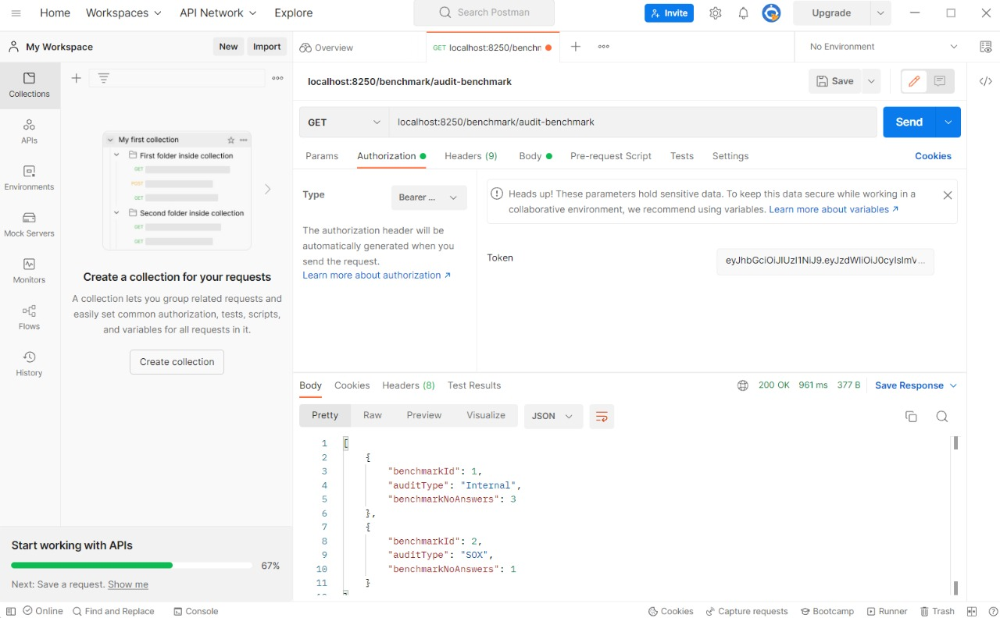 Home Workspaces API Network Explore Search Postman Invite Upgrade
My Workspace New Import
Overview GET localhost:8250/benchm No Environment
Collections
APIs
Environments
Mock Servers
Monitors
Flows
History
My first collection
First folder inside collection
GET
POST
GET
Second folder inside collection
GET
GET
Create a collection for your requests
A collection lets you group related requests and
easily set common authorization, tests, scripts,
and variables for all requests in it.
Create collection
Start working with APIs
67%
Next: Save a request. Show me
localhost:8250/benchmark/audit-benchmark Save
GET localhost:8250/benchmark/audit-benchmark Send
Params Authorization Headers (9) Body Pre-request Script Tests Settings Cookies
Type Bearer ...
The authorization header will be
automatically generated when you
send the request.
Learn more about authorization ↗
Heads up! These parameters hold sensitive data. To keep this data secure while working in a
collaborative environment, we recommend using variables. Learn more about variables ↗
Token eyJhbGciOiJIUzI1NiJ9.eyJzdWIiOiJ0cyIsImV...
Body Cookies Headers (8) Test Results 200 OK 961 ms 377 B Save Response
Pretty Raw Preview Visualize JSON
1 [
2 {
3 "benchmarkId": 1,
4 "auditType": "Internal",
5 "benchmarkNoAnswers": 3
6 },
7 {
8 "benchmarkId": 2,
9 "auditType": "SOX",
10 "benchmarkNoAnswers": 1
11 }
Online Find and Replace Console Cookies Capture requests Bootcamp Runner Trash